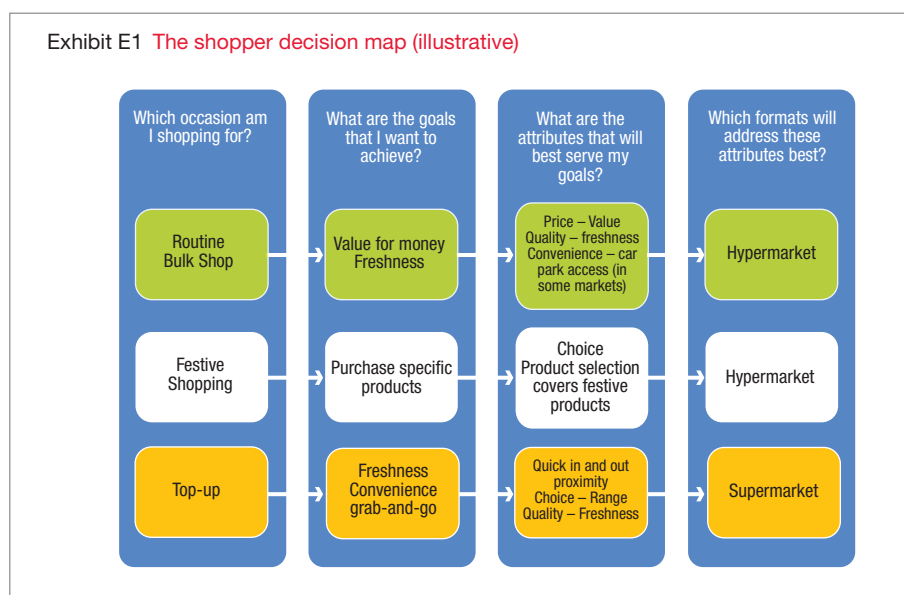 Exhibit E1 The shopper decision map (illustrative)
Which occasion am
I shopping for?
What are the goals
that I want to
achieve?
What are the
attributes that will
best serve my
goals?
Which formats will
address these
attributes best?
Routine
Bulk Shop
Value for money
Freshness
Price – Value
Quality – freshness
Convenience – car
park access (in
some markets)
Hypermarket
Festive
Shopping
Purchase specific
products
Choice
Product selection
covers festive
products
Hypermarket
Top-up
Freshness
Convenience
grab-and-go
Quick in and out
proximity
Choice – Range
Quality – Freshness
Supermarket